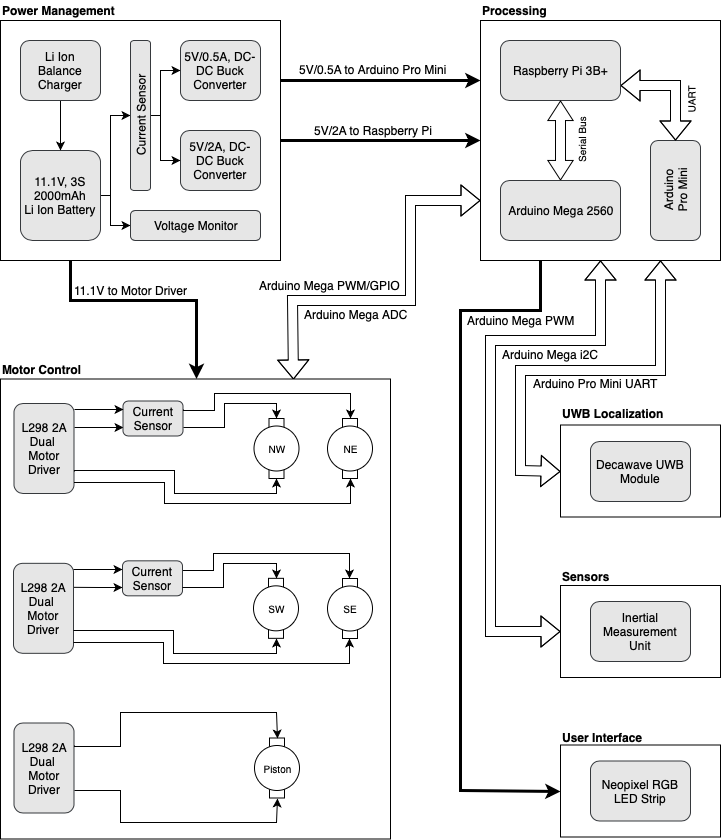 Power Management
Li Ion
Balance
Charger
11.1V, 3S
2000mAh
Li Ion Battery
Current Sensor
5V/0.5A, DC-
DC Buck
Converter
5V/2A, DC-
DC Buck
Converter
Voltage Monitor
5V/0.5A to Arduino Pro Mini
5V/2A to Raspberry Pi
Processing
Raspberry Pi 3B+
UART
Serial Bus
Arduino
Pro Mini
Arduino Mega 2560
11.1V to Motor Driver
Arduino Mega PWM/GPIO
Arduino Mega ADC
Arduino Mega PWM
Arduino Mega i2C
Arduino Pro Mini UART
Motor Control
L298 2A
Dual
Motor
Driver
Current
Sensor
NW
NE
L298 2A
Dual
Motor
Driver
Current
Sensor
SW
SE
L298 2A
Dual
Motor
Driver
Piston
UWB Localization
Decawave UWB
Module
Sensors
Inertial
Measurement
Unit
User Interface
Neopixel RGB
LED Strip